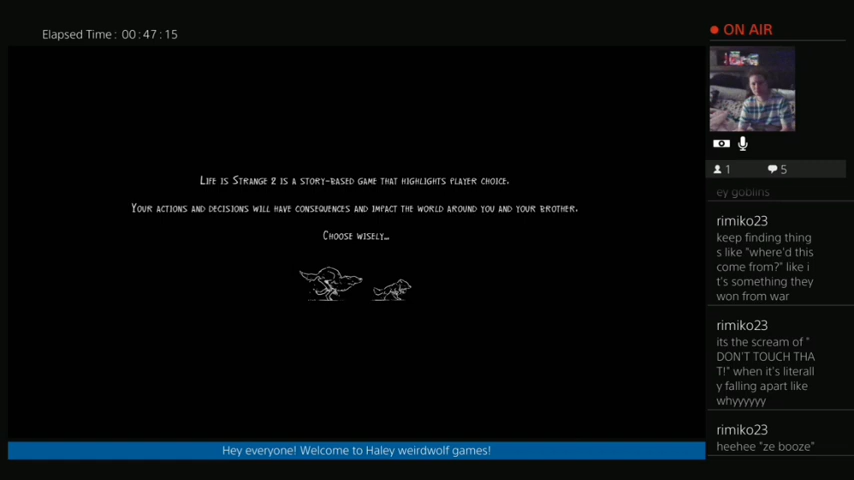 Elapsed Time : 00:47:15
ON AIR
1
5
LIFE IS STRANGE 2 IS A STORY-BASED GAME THAT HIGHLIGHTS PLAYER CHOICE.
YOUR ACTIONS AND DECISIONS WILL HAVE CONSEQUENCES AND IMPACT THE WORLD AROUND YOU AND YOUR BROTHER.
CHOOSE WISELY...
ey goblins
rimiko23
keep finding thing
s like "where'd this
come from?" like i
t's something they
won from war
rimiko23
its the scream of "
DON'T TOUCH THA
T!" when it's literall
y falling apart like
whyyyyyy
rimiko23
heehee "ze booze"
Hey everyone! Welcome to Haley weirdwolf games!